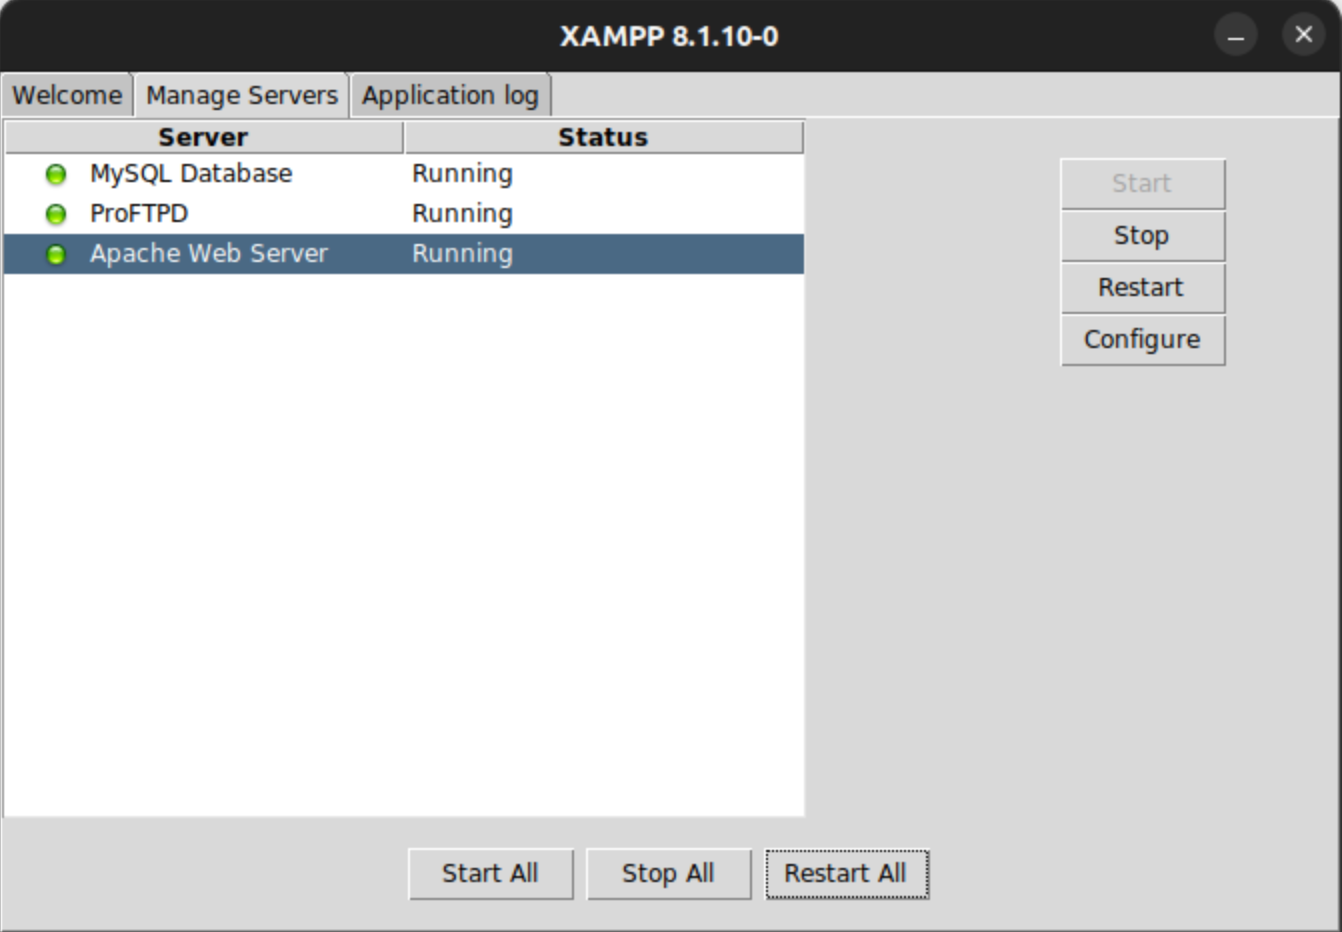 XAMPP 8.1.10-0
Welcome Manage Servers Application log
Server Status
MySQL Database Running
ProFTPD Running
Apache Web Server Running
Start
Stop
Restart
Configure
Start All Stop All Restart All